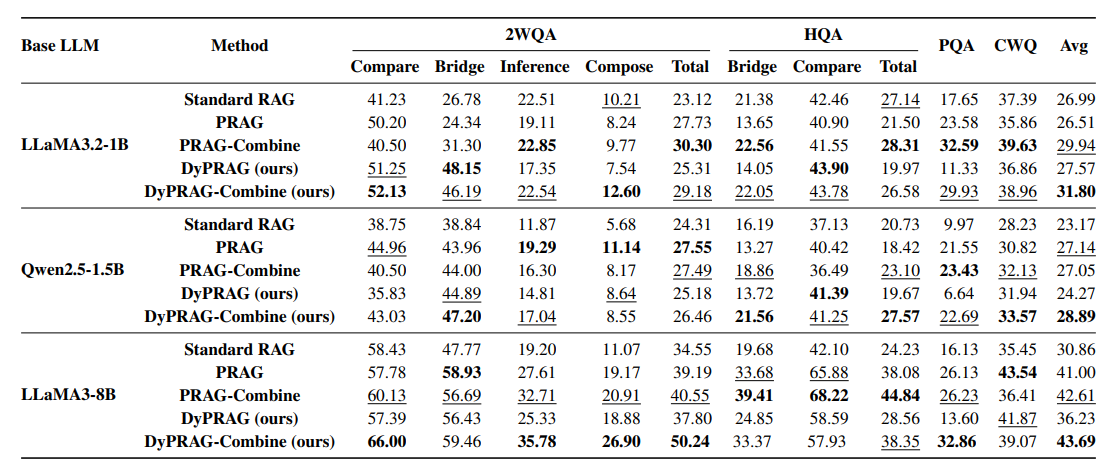 Base LLM Method 2WQA HQA PQA CWQ Avg
Compare Bridge Inference Compose Total Bridge Compare Total
Standard RAG 41.23 26.78 22.51 10.21 23.12 21.38 42.46 27.14 17.65 37.39 26.99
PRAG 50.20 24.34 19.11 8.24 27.73 13.65 40.90 21.50 23.58 35.86 26.51
LLaMA3.2-1B PRAG-Combine 40.50 31.30 22.85 9.77 30.30 22.56 41.55 28.31 32.59 39.63 29.94
DyPRAG (ours) 51.25 48.15 17.35 7.54 25.31 14.05 43.90 19.97 11.33 36.86 27.57
DyPRAG-Combine (ours) 52.13 46.19 22.54 12.60 29.18 22.05 43.78 26.58 29.93 38.96 31.80
Standard RAG 38.75 38.84 11.87 5.68 24.31 16.19 37.13 20.73 9.97 28.23 23.17
PRAG 44.96 43.96 19.29 11.14 27.55 13.27 40.42 18.42 21.55 30.82 27.14
Qwen2.5-1.5B PRAG-Combine 40.50 44.00 16.30 8.17 27.49 18.86 36.49 23.10 23.43 32.13 27.05
DyPRAG (ours) 35.83 44.89 14.81 8.64 25.18 13.72 41.39 19.67 6.64 31.94 24.27
DyPRAG-Combine (ours) 43.03 47.20 17.04 8.55 26.46 21.56 41.25 27.57 22.69 33.57 28.89
Standard RAG 58.43 47.77 19.20 11.07 34.55 19.68 42.10 24.23 16.13 35.45 30.86
PRAG 57.78 58.93 27.61 19.17 39.19 33.68 65.88 38.08 26.13 43.54 41.00
LLaMA3-8B PRAG-Combine 60.13 56.69 32.71 20.91 40.55 39.41 68.22 44.84 26.23 36.41 42.61
DyPRAG (ours) 57.39 56.43 25.33 18.88 37.80 24.85 58.59 28.56 13.60 41.87 36.23
DyPRAG-Combine (ours) 66.00 59.46 35.78 26.90 50.24 33.37 57.93 38.35 32.86 39.07 43.69